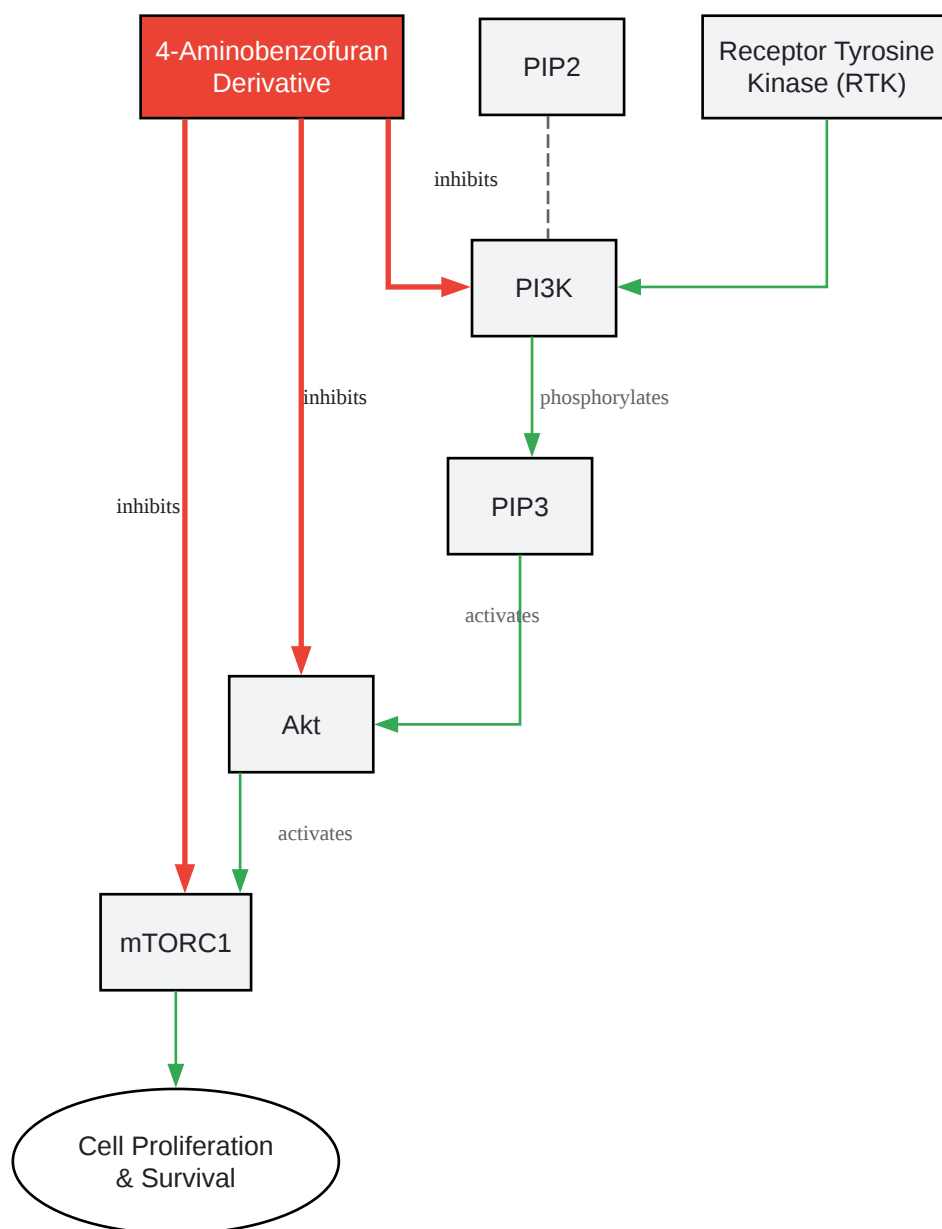 4-Aminobenzofuran
Derivative
PIP2
Receptor Tyrosine
Kinase (RTK)
inhibits
PI3K
inhibits
phosphorylates
inhibits
PIP3
activates
Akt
activates
mTORC1
Cell Proliferation
& Survival